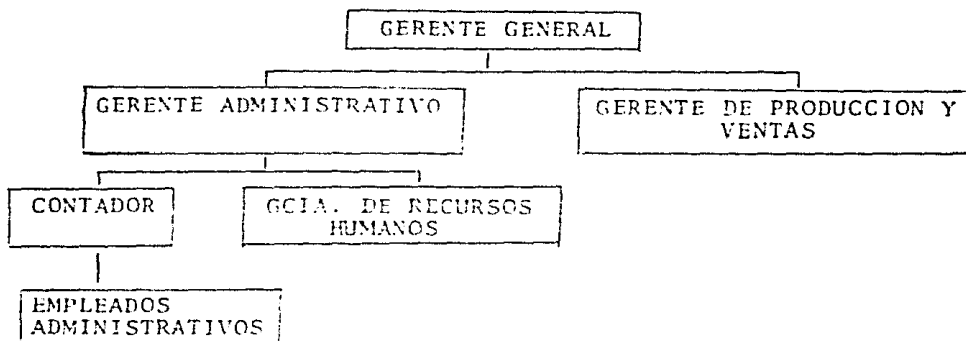 GERENTE GENERAL
GERENTE ADMINISTRATIVO
GERENTE DE PRODUCCION Y
VENTAS
CONTADOR
GCIA. DE RECURSOS
HUMANOS
EMPLEADOS
ADMINISTRATIVOS